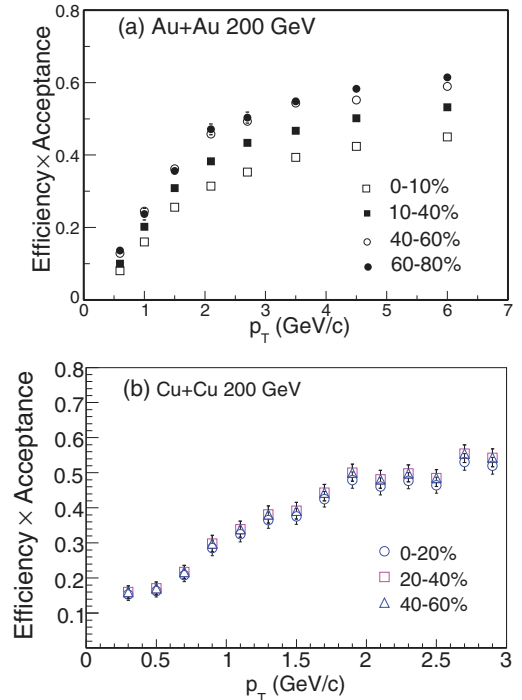 (a) Au+Au 200 GeV
Efficiency× Acceptance
0.8
0.6
0.4
0.2
0
0-10%
10-40%
40-60%
60-80%
0 1 2 3 4 5 6 7
p_T (GeV/c)
(b) Cu+Cu 200 GeV
Efficiency × Acceptance
0.8
0.7
0.6
0.5
0.4
0.3
0.2
0.1
0-20%
20-40%
40-60%
0 0.5 1 1.5 2 2.5 3
p_T (GeV/c)